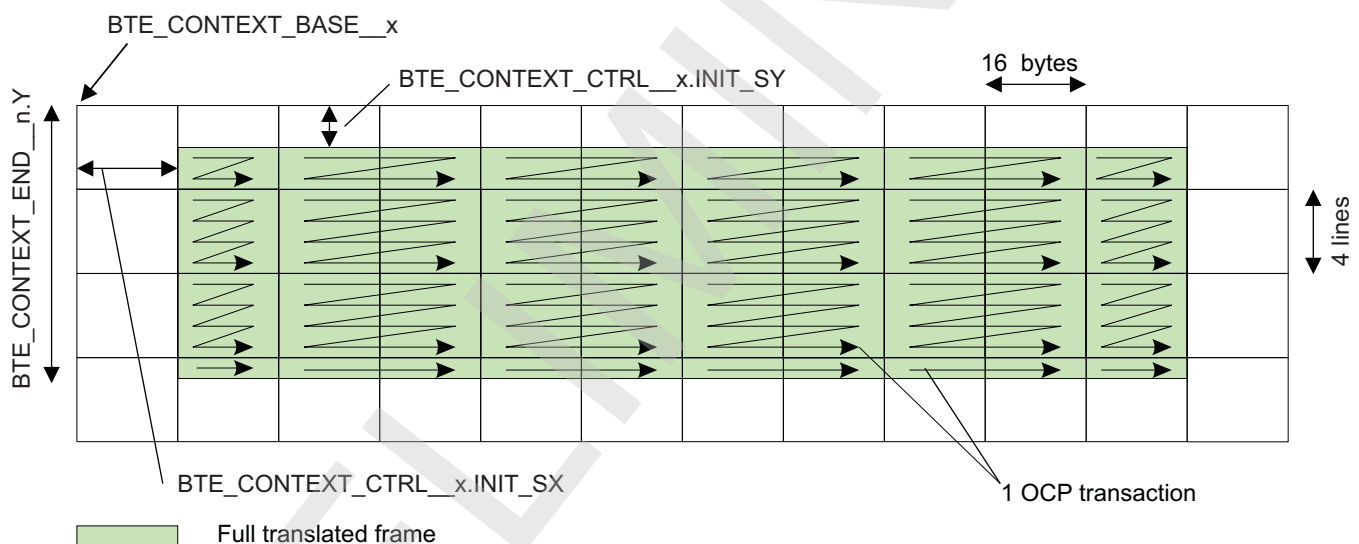 BTE_CONTEXT_BASE__x
BTE_CONTEXT_CTRL__x.INIT_SY
16 bytes
BTE_CONTEXT_END__n.Y
4 lines
BTE_CONTEXT_CTRL__x.INIT_SX
1 OCP transaction
Full translated frame